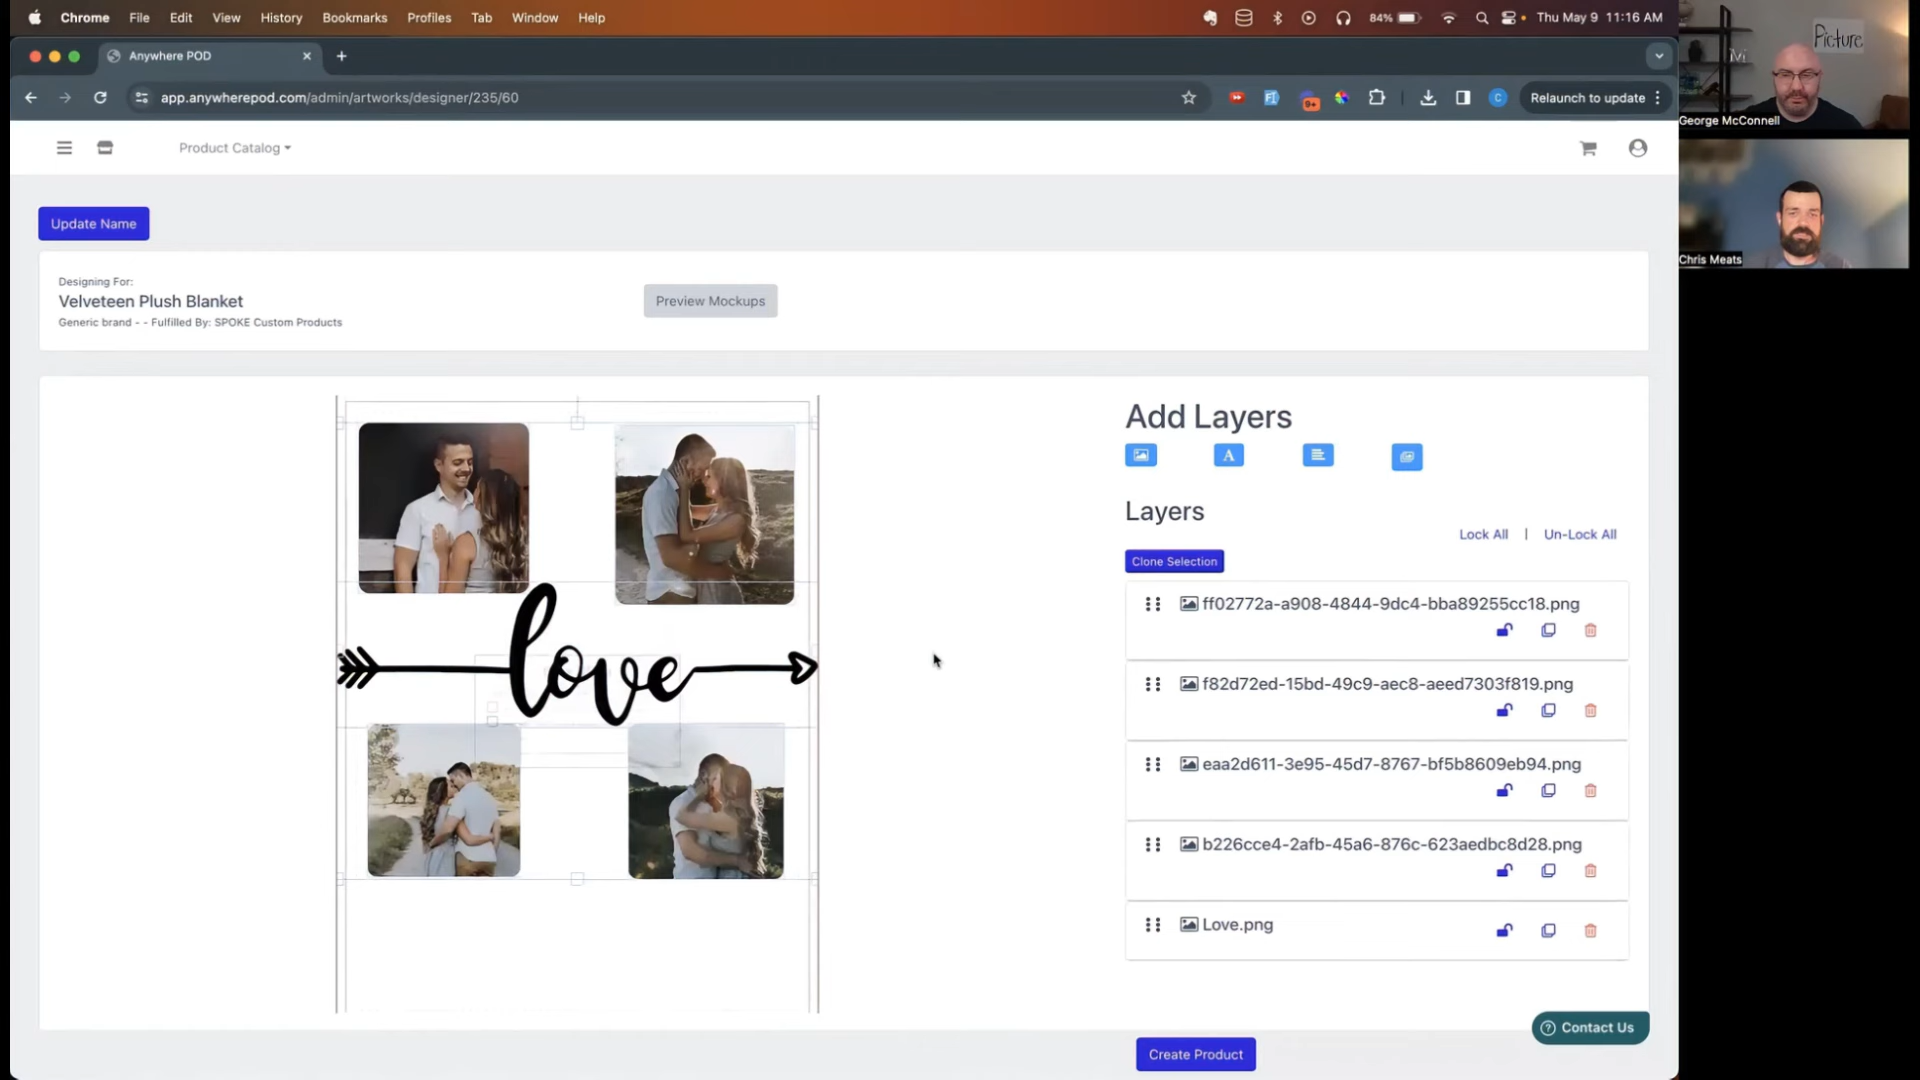 Chrome File Edit View History Bookmarks Profiles Tab Window Help
84% Thu May 9 11:16 AM
Picture
George McConnell
Chris Meats
Anywhere POD
app.anywherepod.com/admin/artworks/designer/235/60
9+
C
Relaunch to update
Product Catalog
Update Name
Designing For:
Velveteen Plush Blanket
Generic brand - - Fulfilled By: SPOKE Custom Products
Preview Mockups
love
Add Layers
A
Layers
Lock All | Un-Lock All
Clone Selection
ff02772a-a908-4844-9dc4-bba89255cc18.png
f82d72ed-15bd-49c9-aec8-aeed7303f819.png
eaa2d611-3e95-45d7-8767-bf5b8609eb94.png
b226cce4-2afb-45a6-876c-623aedbc8d28.png
Love.png
Contact Us
Create Product